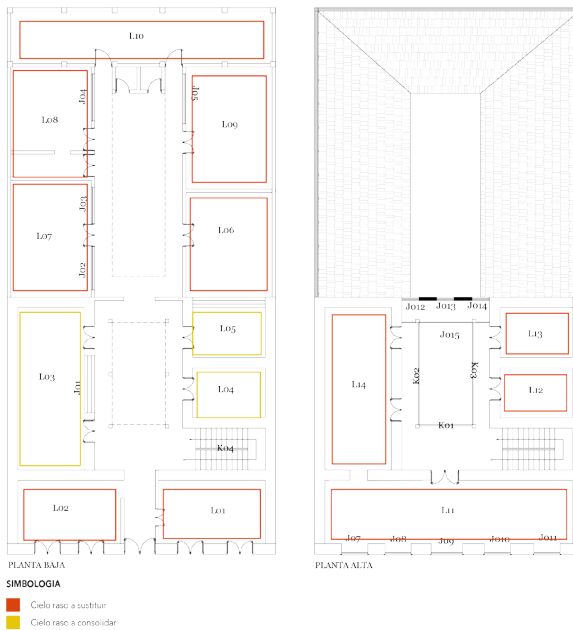 L10
J04
J05
L08
L09
J03
L07
L06
J02
L05
L03
J01
L04
K04
L02
L01
PLANTA BAJA
J012 J013 J014
J015
L13
K02
K03
L14
L12
K01
L11
J07 J08 J09 J010 J011
PLANTA ALTA
SIMBOLOGIA
Cielo raso a sustituir
Cielo raso a consolidar